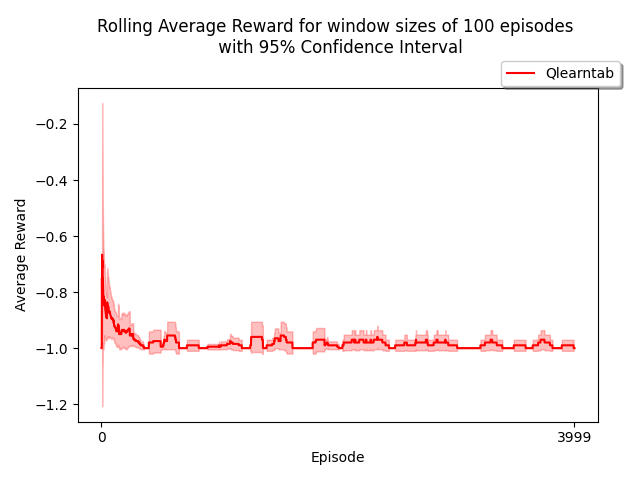 Rolling Average Reward for window sizes of 100 episodes
with 95% Confidence Interval
Qlearntab
Average Reward
−0.2
−0.4
−0.6
−0.8
−1.0
−1.2
0
3999
Episode